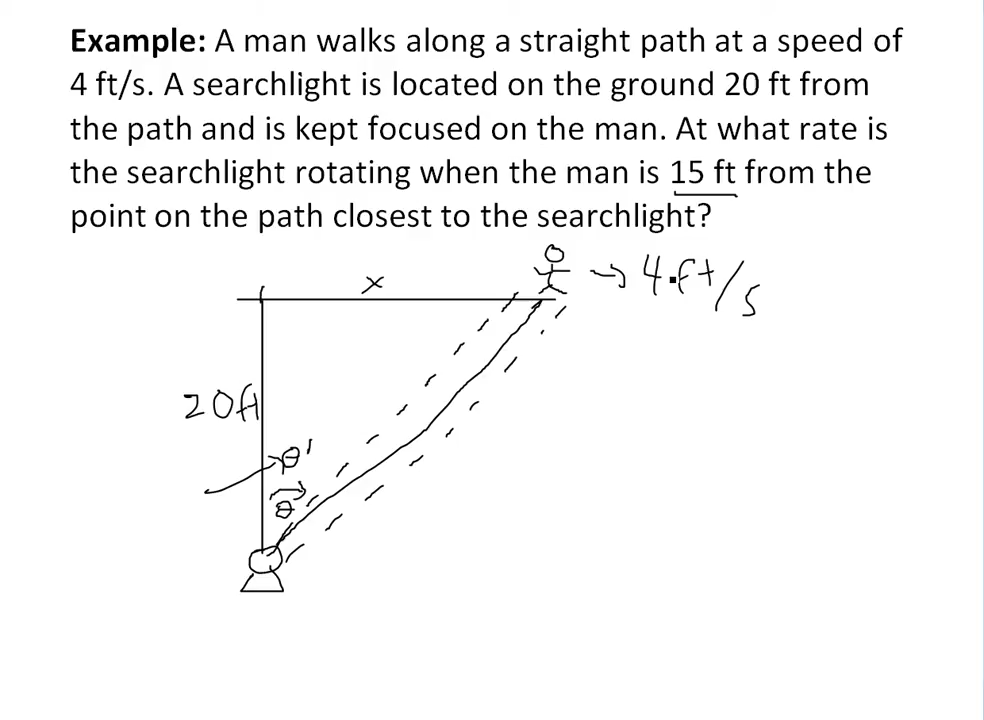 Example: A man walks along a straight path at a speed of
4 ft/s. A searchlight is located on the ground 20 ft from
the path and is kept focused on the man. At what rate is
the searchlight rotating when the man is 15 ft from the
point on the path closest to the searchlight?
x
4 ft/s
20ft
θ'
θ